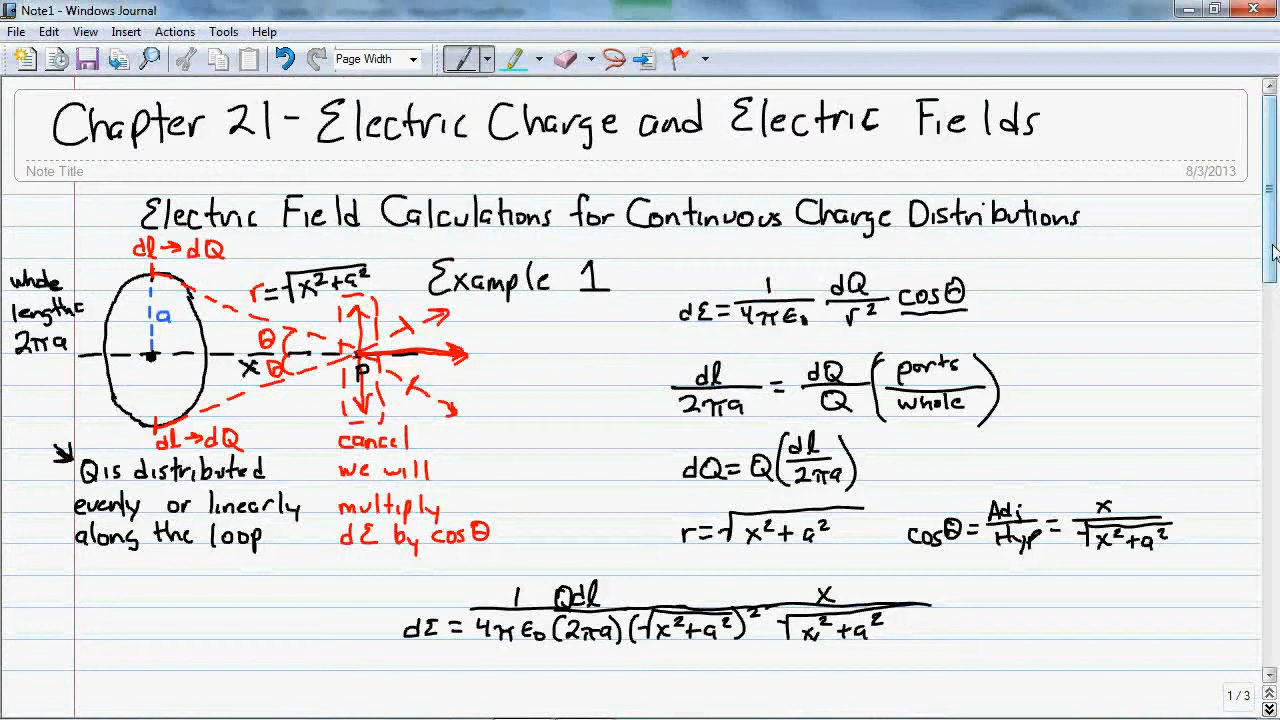 Note1 - Windows Journal
File Edit View Insert Actions Tools Help
Page Width
Chapter 21 - Electric Charge and Electric Fields
Note Title
8/3/2013
Electric Field Calculations for Continuous Charge Distributions
dl→dQ
whole
length=
2πa
a
r=√x²+a²
θ
θ
x
P
dl→dQ
Q is distributed
evenly or linearly
along the loop
cancel
we will
multiply
dE by cosθ
Example 1
dE = 1/4πε₀ dQ/r² cosθ
dl/2πa = dQ/Q (parts/whole)
dQ = Q(dl/2πa)
r=√x²+a²
cosθ = Adj/Hyp = x/√x²+a²
dE = 1 Qdl x/4πε₀(2πa)(√x²+a²)² √x²+a²
1 / 3